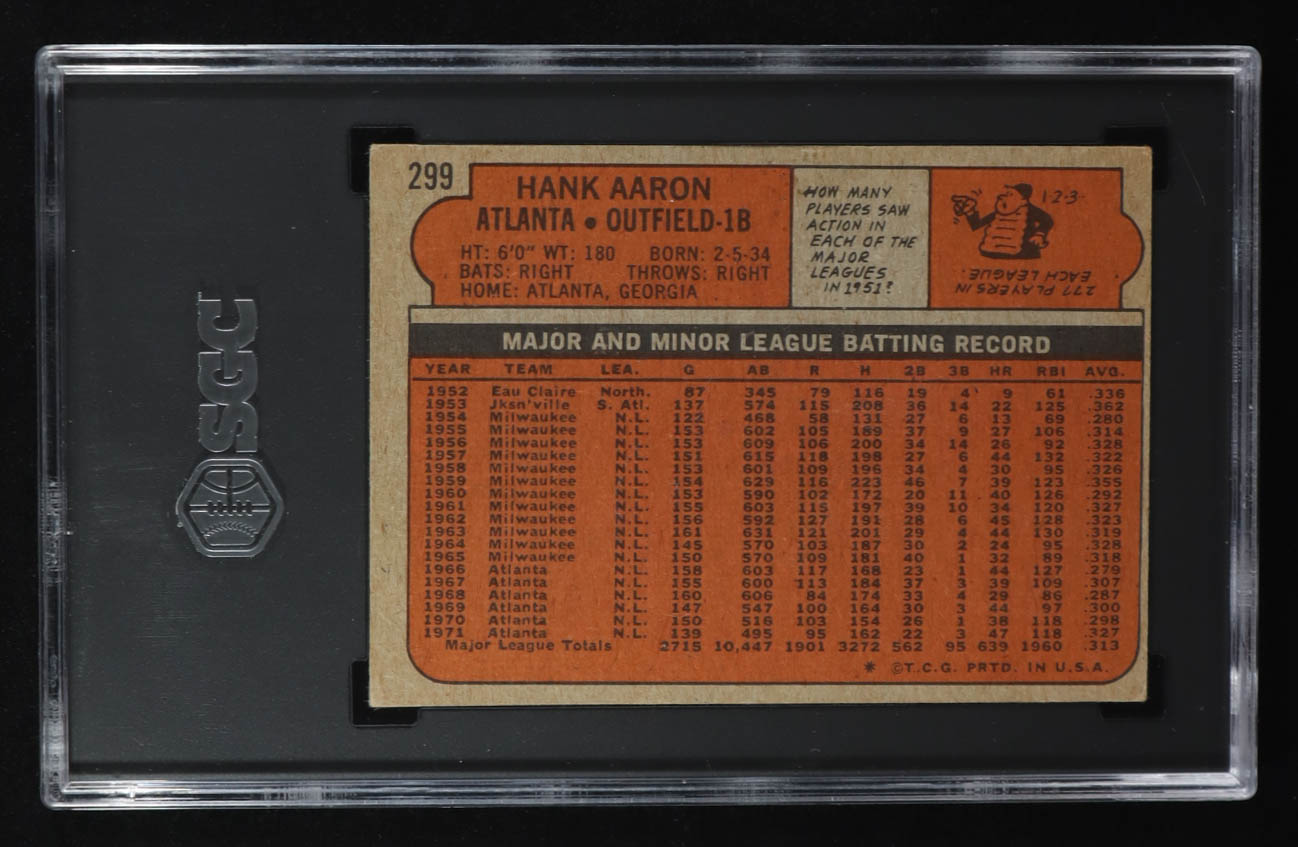 SGC
299
HANK AARON
ATLANTA • OUTFIELD-1B
HT: 6'0" WT: 180 BORN: 2-5-34
BATS: RIGHT THROWS: RIGHT
HOME: ATLANTA, GEORGIA
HOW MANY
PLAYERS SAW
ACTION IN
EACH OF THE
MAJOR
LEAGUES
IN 1951?
1-2-3-
277 PLAYERS IN
EACH LEAGUE.
MAJOR AND MINOR LEAGUE BATTING RECORD
YEAR TEAM LEA. G AB R H 2B 3B HR RBI AVG.
1952 Eau Claire North. 87 345 79 116 19 4 9 61 .336
1953 Jksn'ville S. Atl. 137 574 115 208 36 14 22 125 .362
1954 Milwaukee N.L. 122 468 58 131 27 6 13 69 .280
1955 Milwaukee N.L. 153 602 105 189 37 9 27 106 .314
1956 Milwaukee N.L. 153 609 106 200 34 14 26 92 .328
1957 Milwaukee N.L. 151 615 118 198 27 6 44 132 .322
1958 Milwaukee N.L. 153 601 109 196 34 4 30 95 .326
1959 Milwaukee N.L. 154 629 116 223 46 7 39 123 .355
1960 Milwaukee N.L. 153 590 102 172 20 11 40 126 .292
1961 Milwaukee N.L. 155 603 115 197 39 10 34 120 .327
1962 Milwaukee N.L. 156 592 127 191 28 6 45 128 .323
1963 Milwaukee N.L. 161 631 121 201 29 4 44 130 .319
1964 Milwaukee N.L. 145 570 103 187 30 2 24 95 .328
1965 Milwaukee N.L. 150 570 109 181 40 1 32 89 .318
1966 Atlanta N.L. 158 603 117 168 23 1 44 127 .279
1967 Atlanta N.L. 155 600 113 184 37 3 39 109 .307
1968 Atlanta N.L. 160 606 84 174 33 4 29 86 .287
1969 Atlanta N.L. 147 547 100 164 30 3 44 97 .300
1970 Atlanta N.L. 150 516 103 154 26 1 38 118 .298
1971 Atlanta N.L. 139 495 95 162 22 3 47 118 .327
Major League Totals 2715 10,447 1901 3272 562 95 639 1960 .313
* ©T.C.G. PRTD. IN U.S.A.